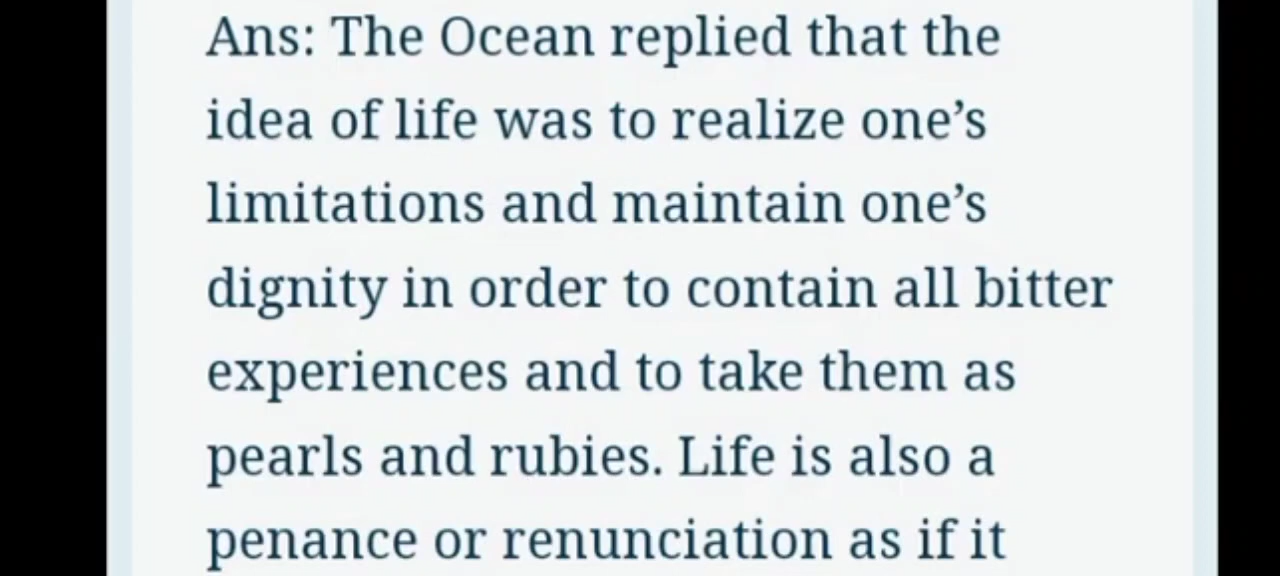 Ans: The Ocean replied that the
idea of life was to realize one’s
limitations and maintain one’s
dignity in order to contain all bitter
experiences and to take them as
pearls and rubies. Life is also a
penance or renunciation as if it